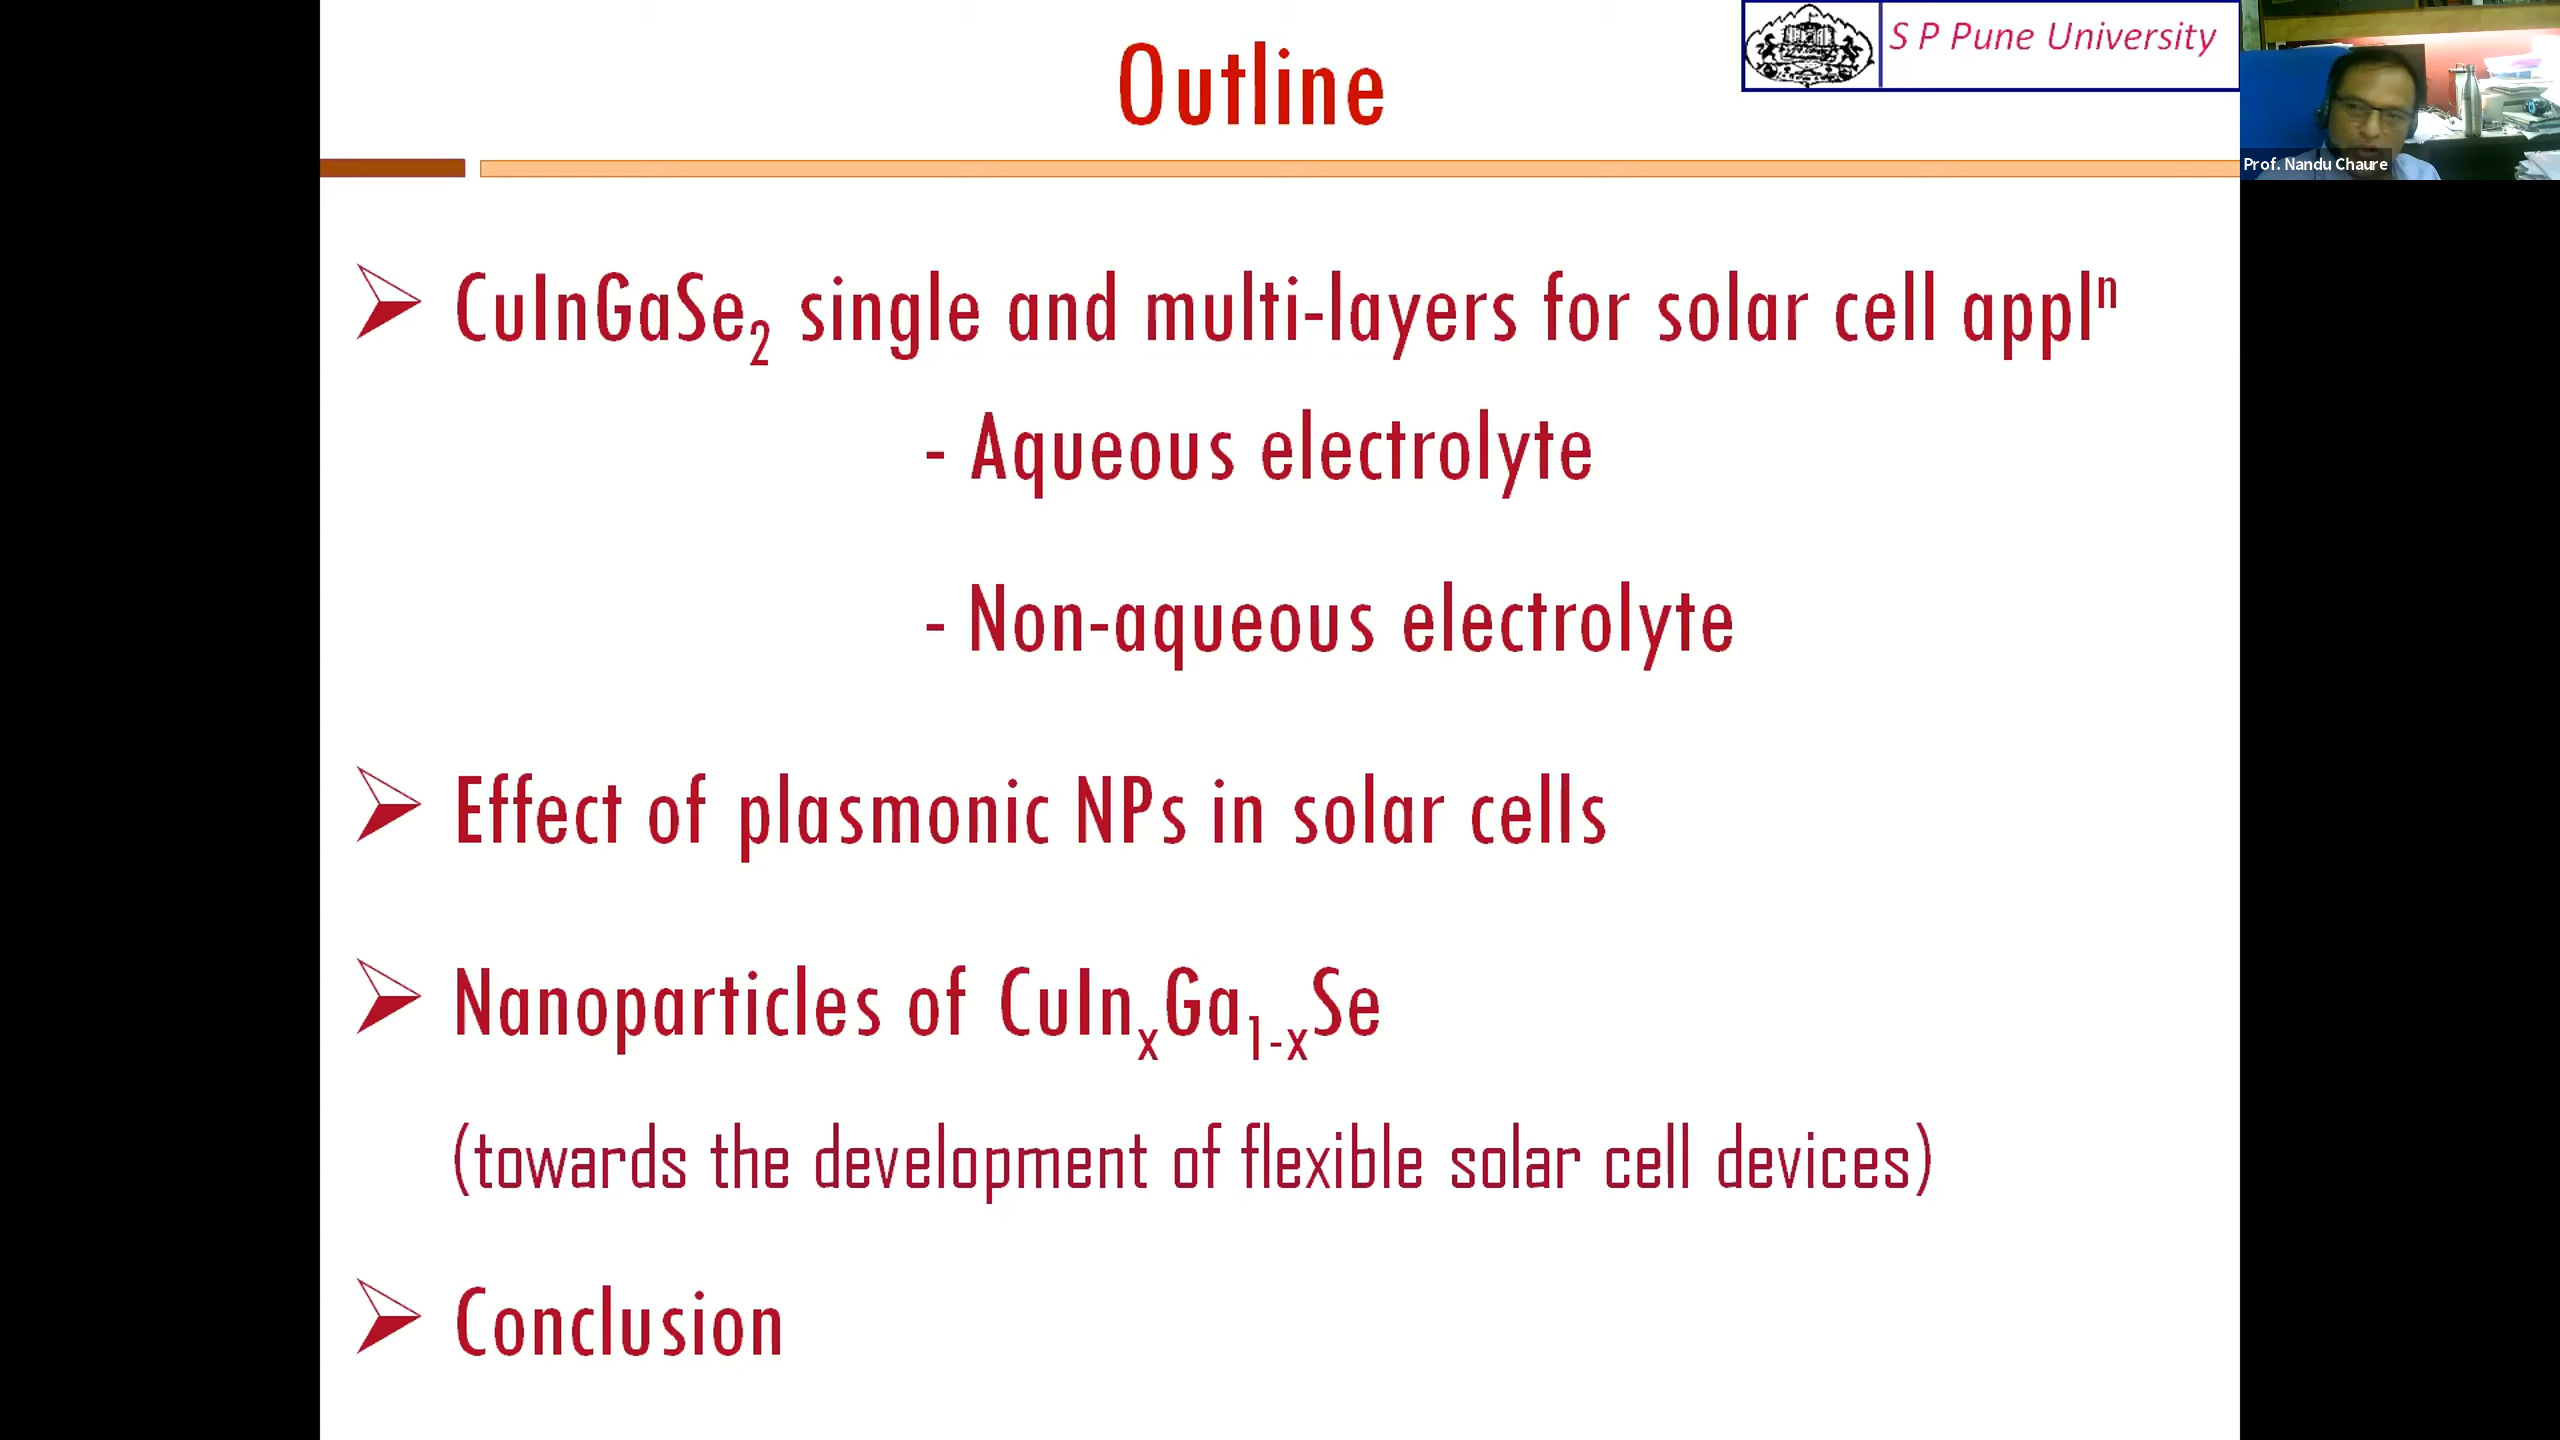 Outline
S P Pune University
Prof. Nandu Chaure
➢ CuInGaSe₂ single and multi-layers for solar cell applⁿ
- Aqueous electrolyte
- Non-aqueous electrolyte
➢ Effect of plasmonic NPs in solar cells
➢ Nanoparticles of CuInₓGa₁₋ₓSe
(towards the development of flexible solar cell devices)
➢ Conclusion